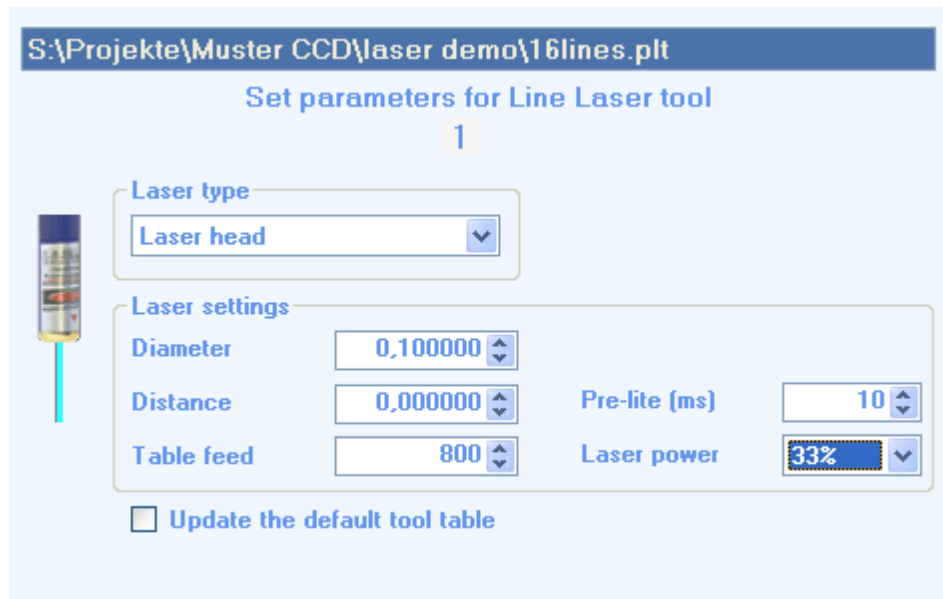 S:\Projekte\Muster CCD\laser demo\16lines.plt
Set parameters for Line Laser tool
1
Laser type
Laser head
Laser settings
Diameter 0,100000
Distance 0,000000 Pre-lite (ms) 10
Table feed 800 Laser power 33%
Update the default tool table